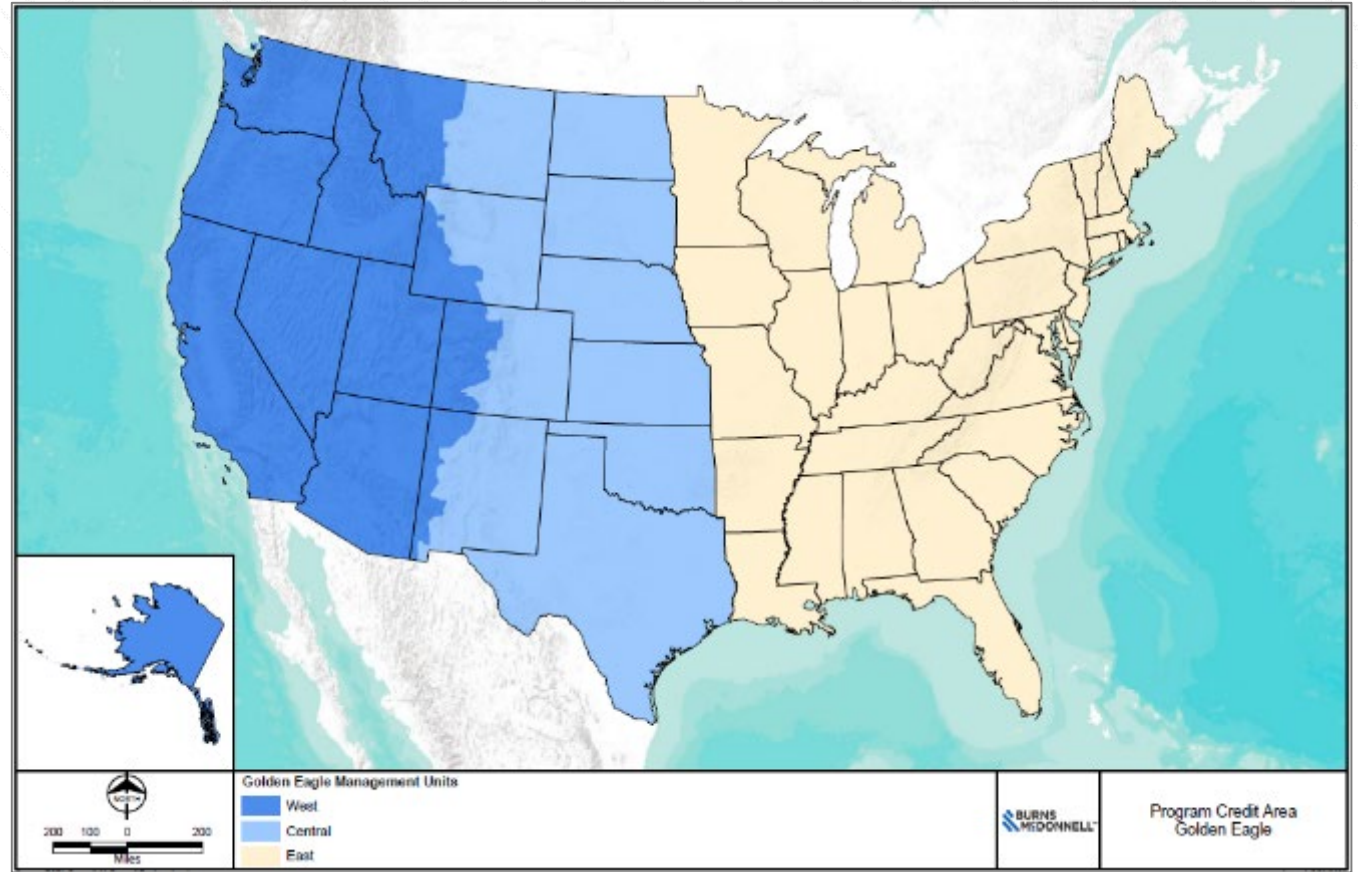 NORTH
200 100 0 200
Miles
Golden Eagle Management Units
West
Central
East
BURNS
McDONNELL
Program Credit Area
Golden Eagle